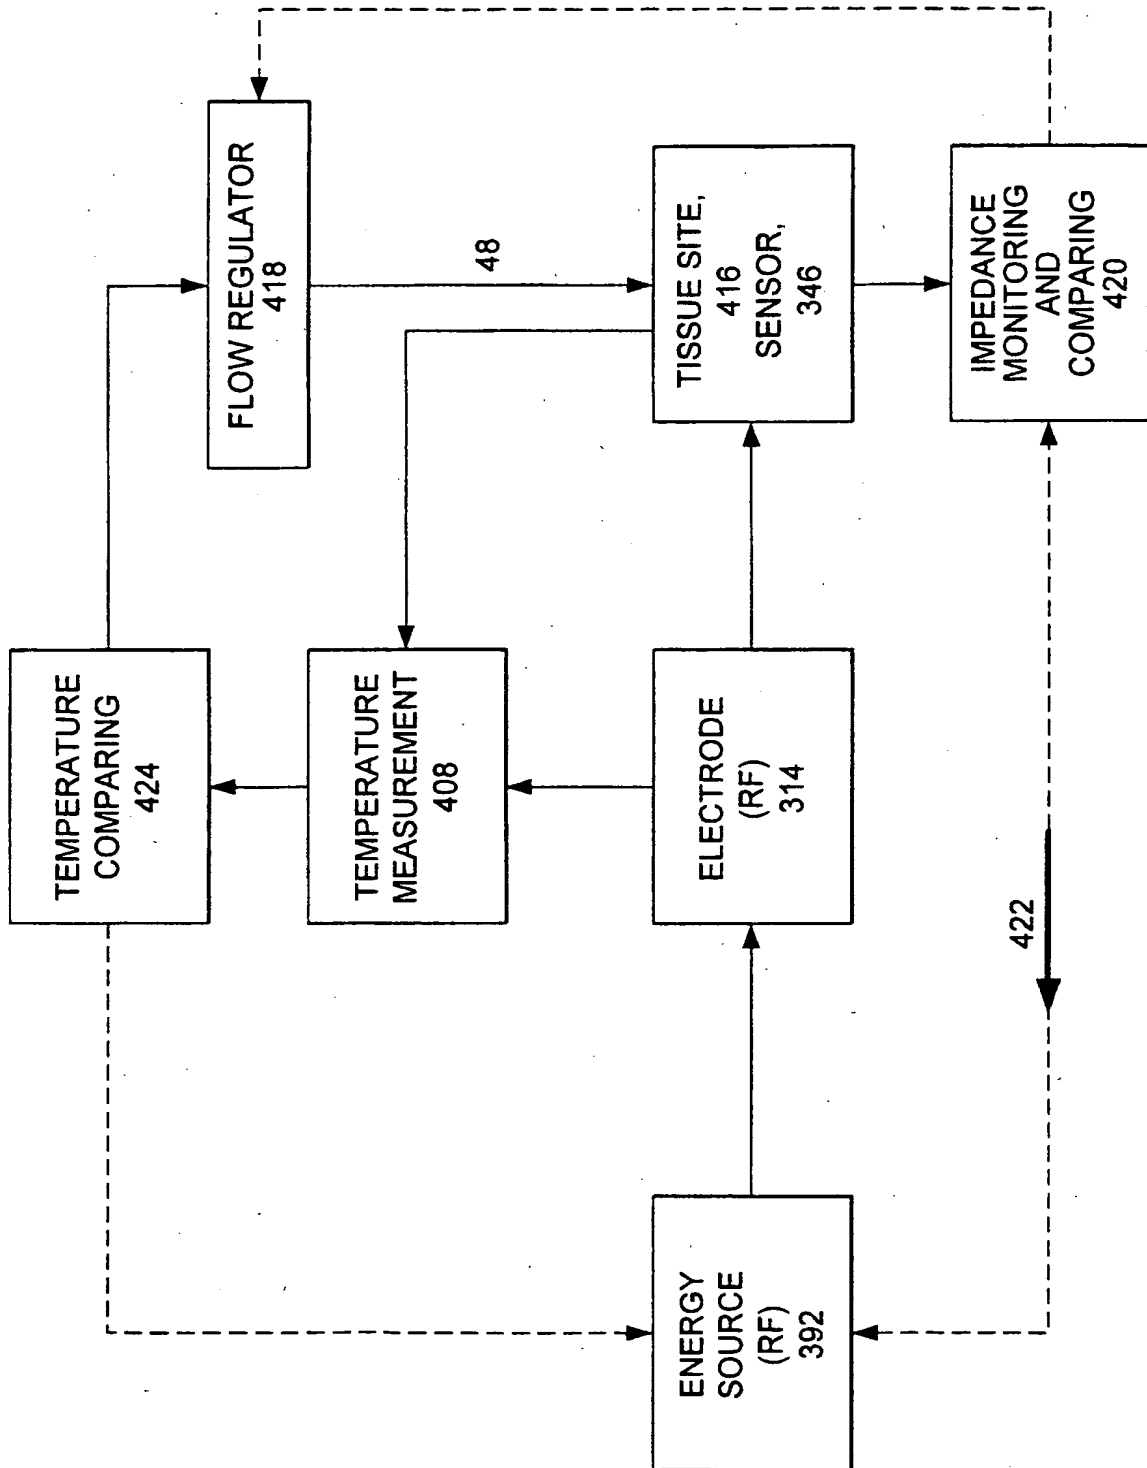 TEMPERATURE
COMPARING
424
FLOW REGULATOR
418
TEMPERATURE
MEASUREMENT
408
48
ENERGY
SOURCE
(RF)
392
ELECTRODE
(RF)
314
TISSUE SITE,
416
SENSOR,
346
422
IMPEDANCE
MONITORING
AND
COMPARING
420